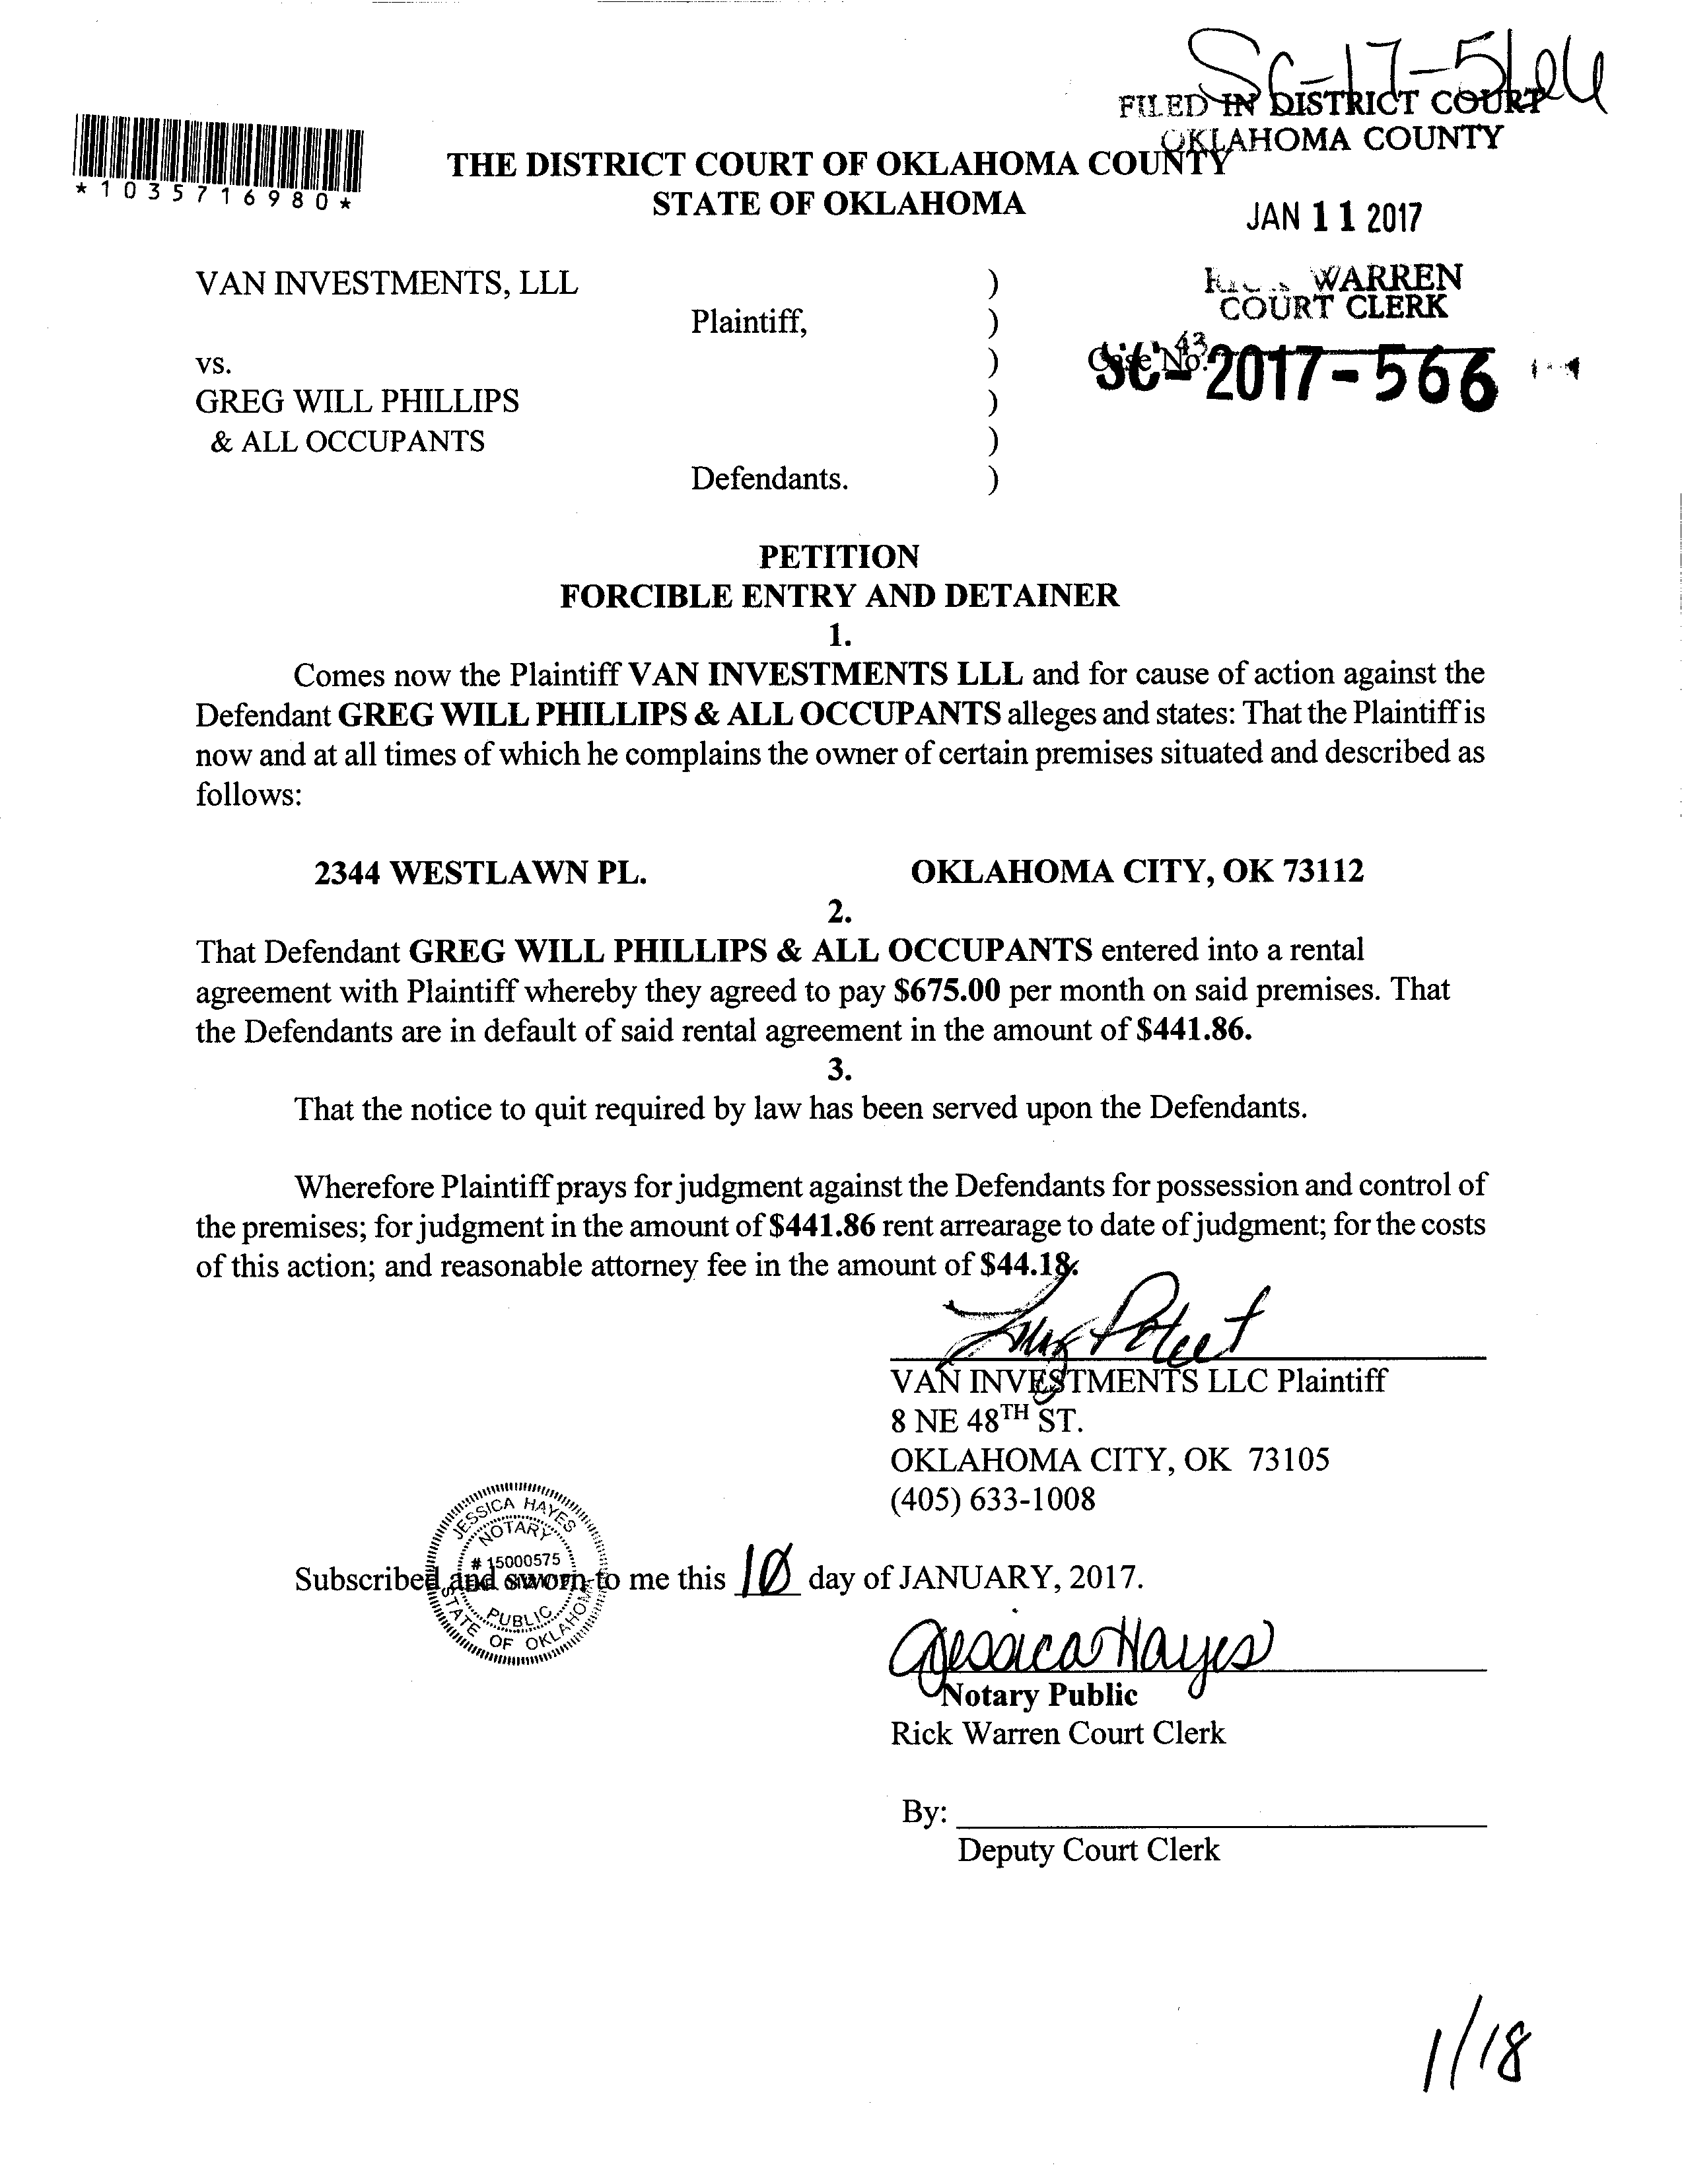 SC-17-566
FILED IN DISTRICT COURT
OKLAHOMA COUNTY
*1035716980*
THE DISTRICT COURT OF OKLAHOMA COUNTY
STATE OF OKLAHOMA
JAN 11 2017
VAN INVESTMENTS, LLL )
WARREN
COURT CLERK
Plaintiff, )
43
vs. )
Case No.
SC-2017-566
GREG WILL PHILLIPS )
& ALL OCCUPANTS )
Defendants. )
PETITION
FORCIBLE ENTRY AND DETAINER
1.
Comes now the Plaintiff VAN INVESTMENTS LLL and for cause of action against the
Defendant GREG WILL PHILLIPS & ALL OCCUPANTS alleges and states: That the Plaintiff is
now and at all times of which he complains the owner of certain premises situated and described as
follows:
2344 WESTLAWN PL. OKLAHOMA CITY, OK 73112
2.
That Defendant GREG WILL PHILLIPS & ALL OCCUPANTS entered into a rental
agreement with Plaintiff whereby they agreed to pay $675.00 per month on said premises. That
the Defendants are in default of said rental agreement in the amount of $441.86.
3.
That the notice to quit required by law has been served upon the Defendants.
Wherefore Plaintiff prays for judgment against the Defendants for possession and control of
the premises; for judgment in the amount of $441.86 rent arrearage to date of judgment; for the costs
of this action; and reasonable attorney fee in the amount of $44.18.
VAN INVESTMENTS LLC Plaintiff
8 NE 48TH ST.
OKLAHOMA CITY, OK 73105
(405) 633-1008
JESSICA HAYES
NOTARY
# 15000575
PUBLIC
STATE OF OKLAHOMA
Subscribed and sworn to me this 10 day of JANUARY, 2017.
Jessica Hayes
Notary Public
Rick Warren Court Clerk
By:
Deputy Court Clerk
1/18